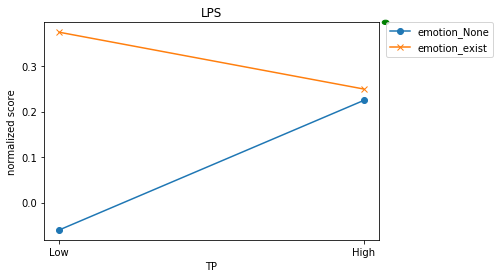 LPS
emotion_None
emotion_exist
0.3
0.2
0.1
0.0
normalized score
Low
High
TP